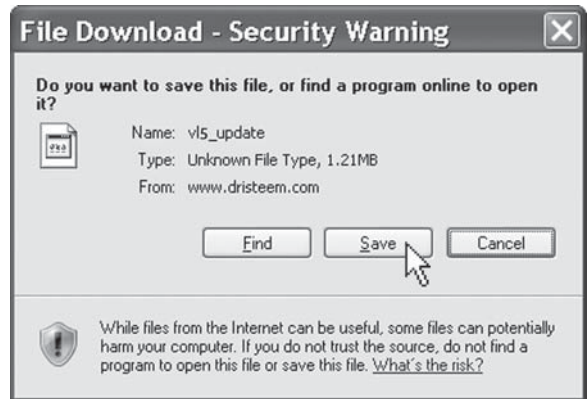 File Download - Security Warning
Do you want to save this file, or find a program online to open
it?
Name: vl5_update
Type: Unknown File Type, 1.21MB
From: www.dristeem.com
Find
Save
Cancel
While files from the Internet can be useful, some files can potentially
harm your computer. If you do not trust the source, do not find a
program to open this file or save this file. What's the risk?